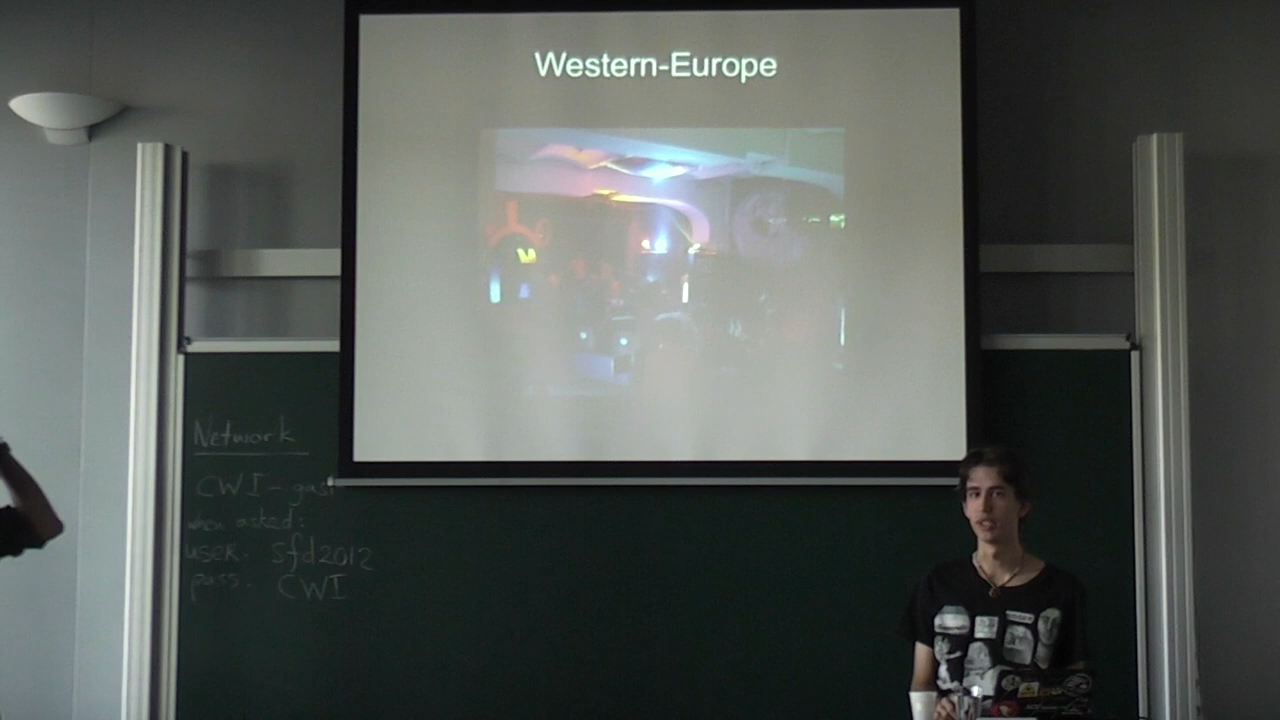 Western-Europe
Network
CWI-gast
when asked:
user. sfd2012
pass. CWI